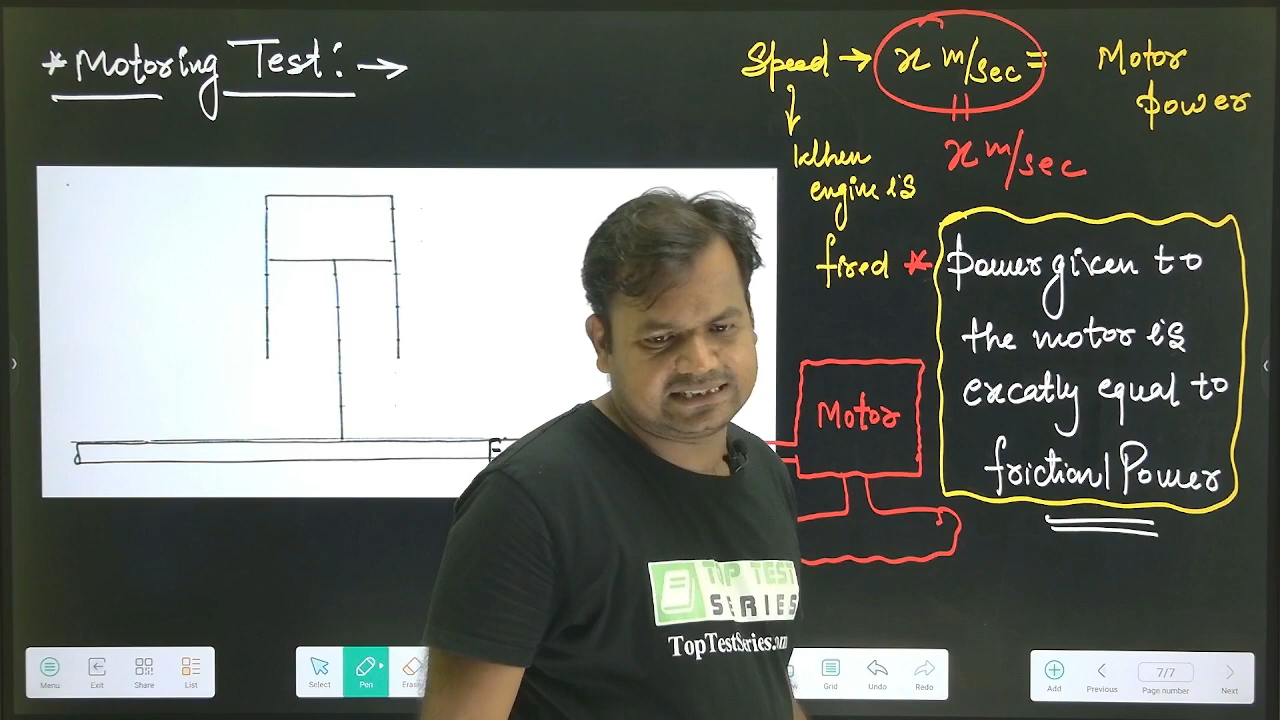 * Motoring Test: →
Speed → x m/sec = Motor power
x m/sec
When
engine is
fired
* Power given to
the motor is
excatly equal to
frictional Power
Motor
TOP TEST
SERIES
TopTestSeries.
Menu
Exit
Share
List
Select
Pen
Grid
Undo
Redo
Add
Previous
7/7
Page number
Next